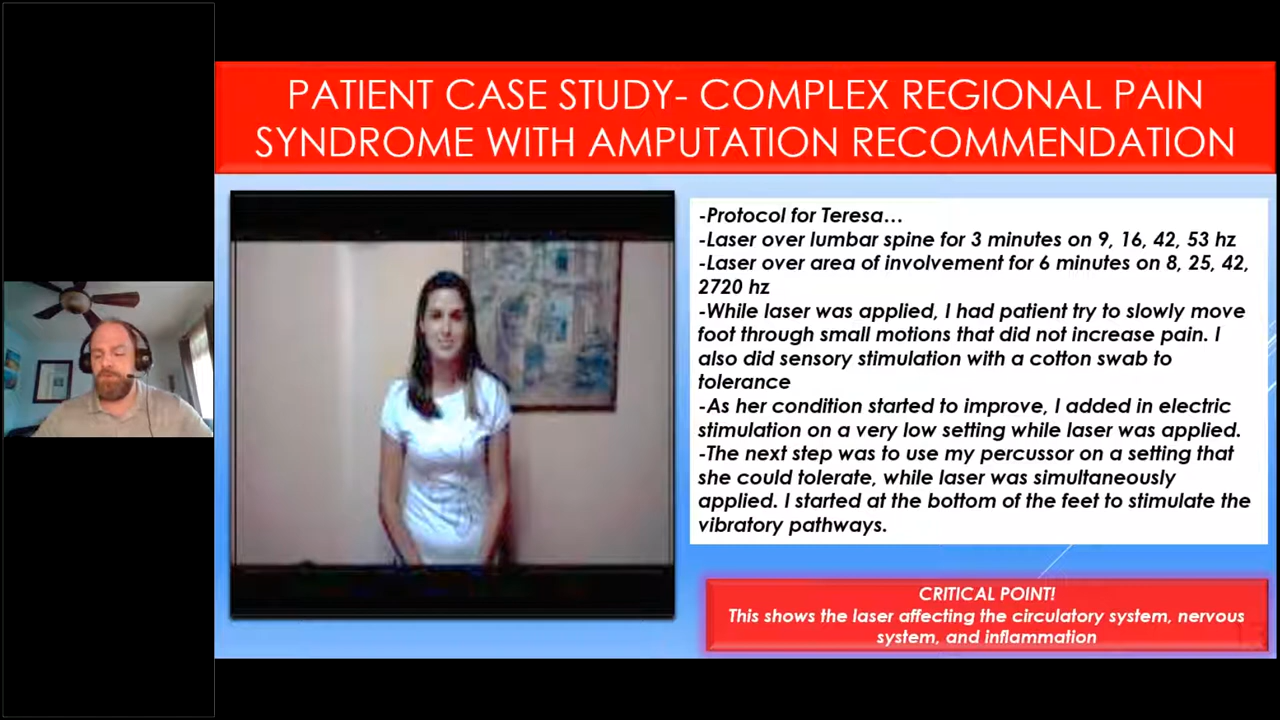 PATIENT CASE STUDY- COMPLEX REGIONAL PAIN
SYNDROME WITH AMPUTATION RECOMMENDATION
-Protocol for Teresa…
-Laser over lumbar spine for 3 minutes on 9, 16, 42, 53 hz
-Laser over area of involvement for 6 minutes on 8, 25, 42,
2720 hz
-While laser was applied, I had patient try to slowly move
foot through small motions that did not increase pain. I
also did sensory stimulation with a cotton swab to
tolerance
-As her condition started to improve, I added in electric
stimulation on a very low setting while laser was applied.
-The next step was to use my percussor on a setting that
she could tolerate, while laser was simultaneously
applied. I started at the bottom of the feet to stimulate the
vibratory pathways.
CRITICAL POINT!
This shows the laser affecting the circulatory system, nervous
system, and inflammation